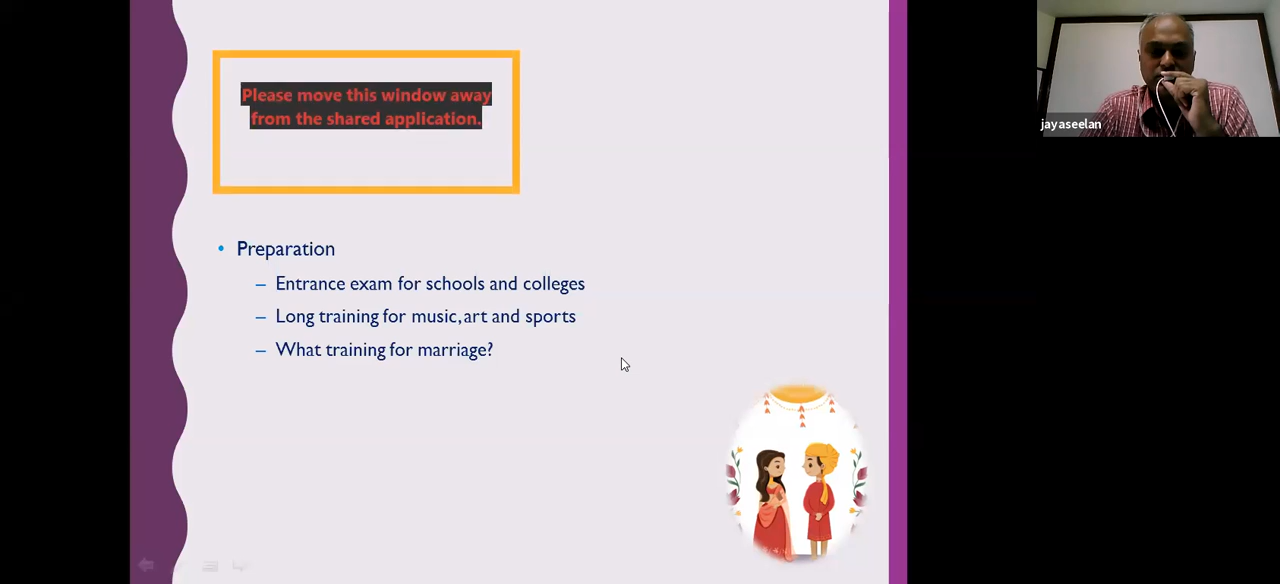 Please move this window away
from the shared application.
jayaseelan
• Preparation
– Entrance exam for schools and colleges
– Long training for music,art and sports
– What training for marriage?